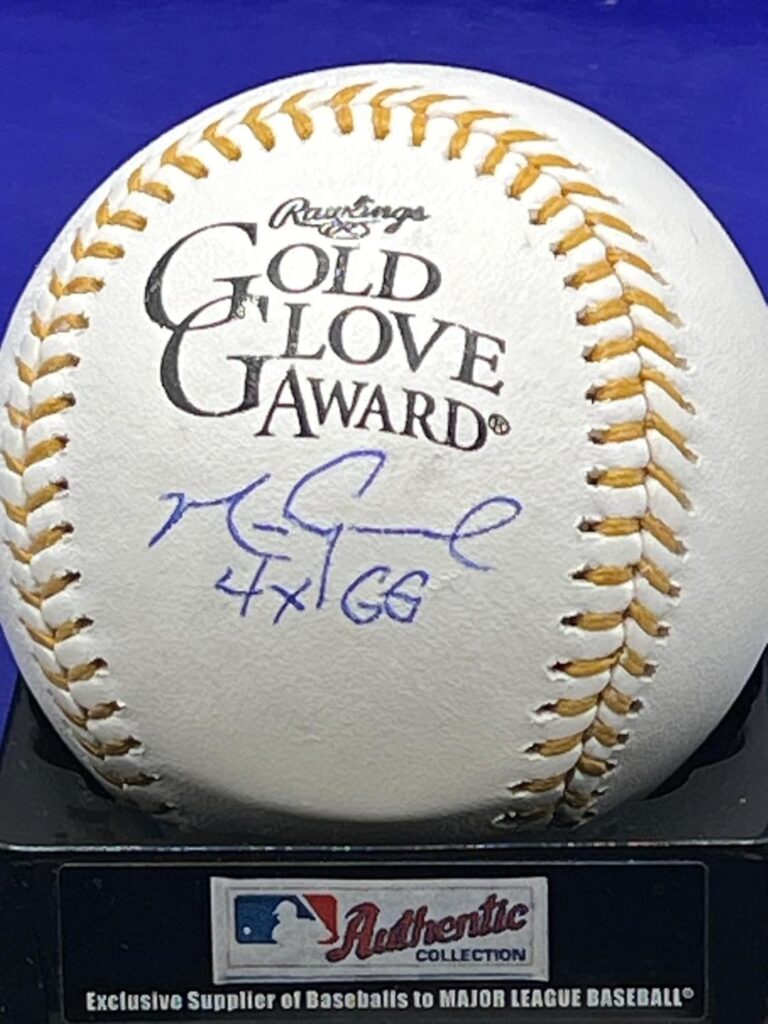 Rawlings
GOLD
GLOVE
AWARD®
4x GG
Authentic
COLLECTION
Exclusive Supplier of Baseballs to MAJOR LEAGUE BASEBALL®